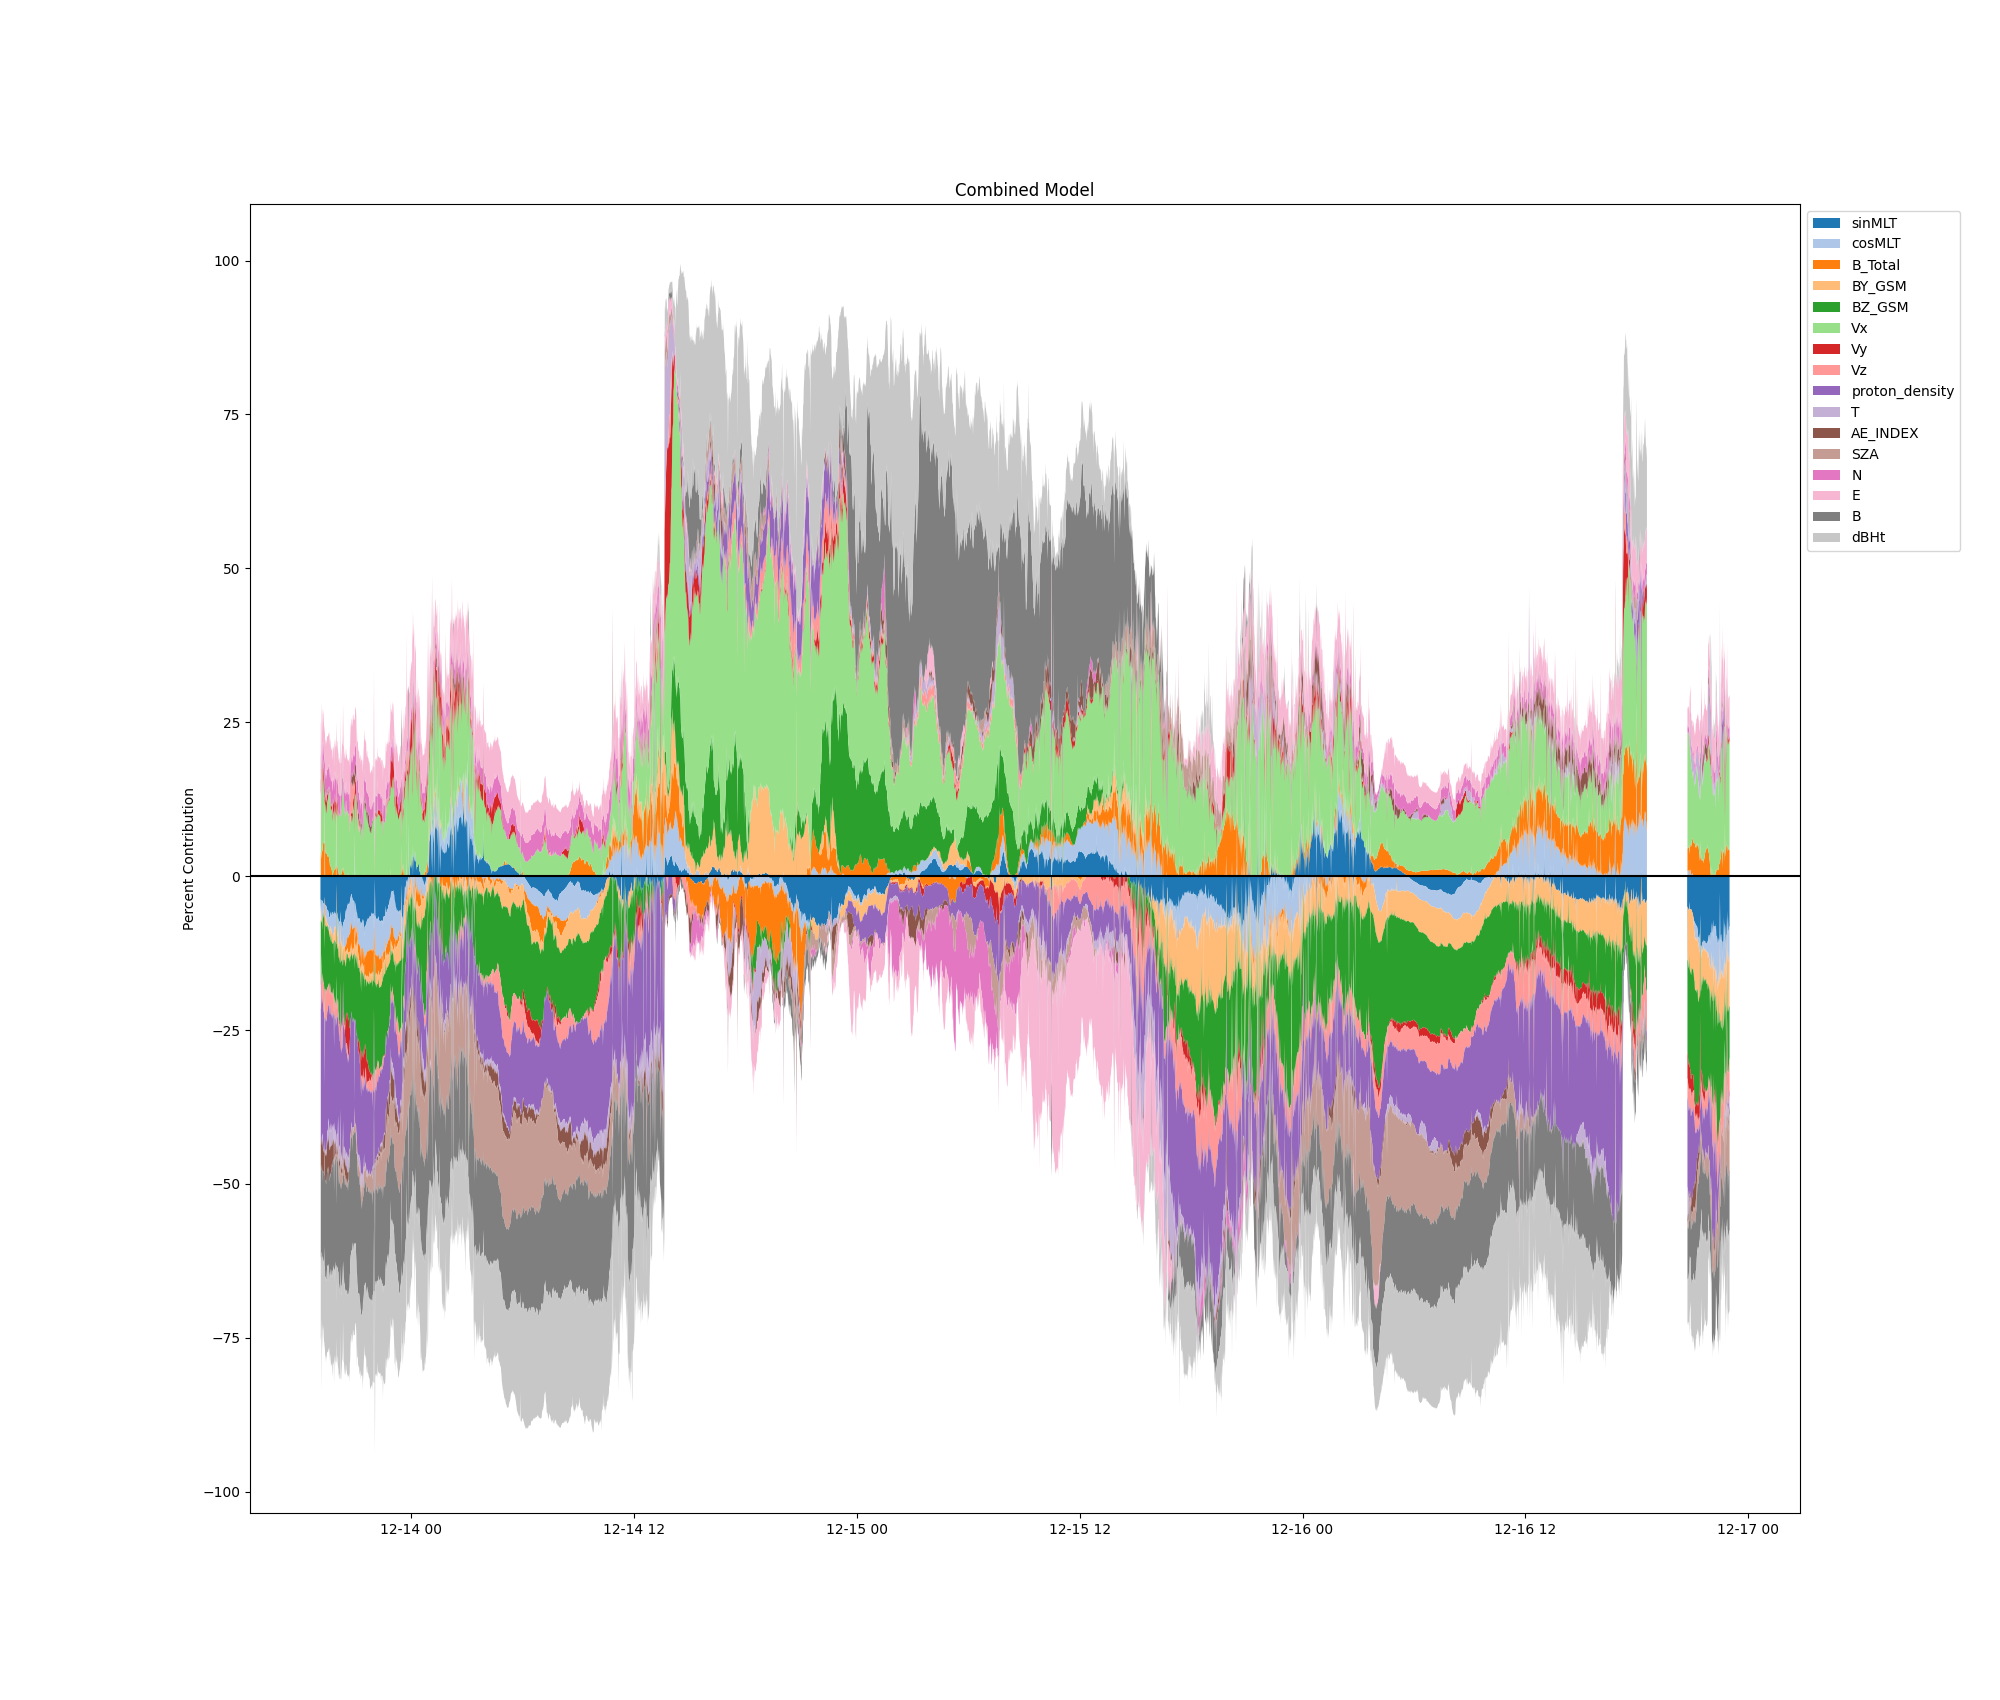 Combined Model
Percent Contribution
100
75
50
25
0
−25
−50
−75
−100
12-14 00
12-14 12
12-15 00
12-15 12
12-16 00
12-16 12
12-17 00
sinMLT
cosMLT
B_Total
BY_GSM
BZ_GSM
Vx
Vy
Vz
proton_density
T
AE_INDEX
SZA
N
E
B
dBHt